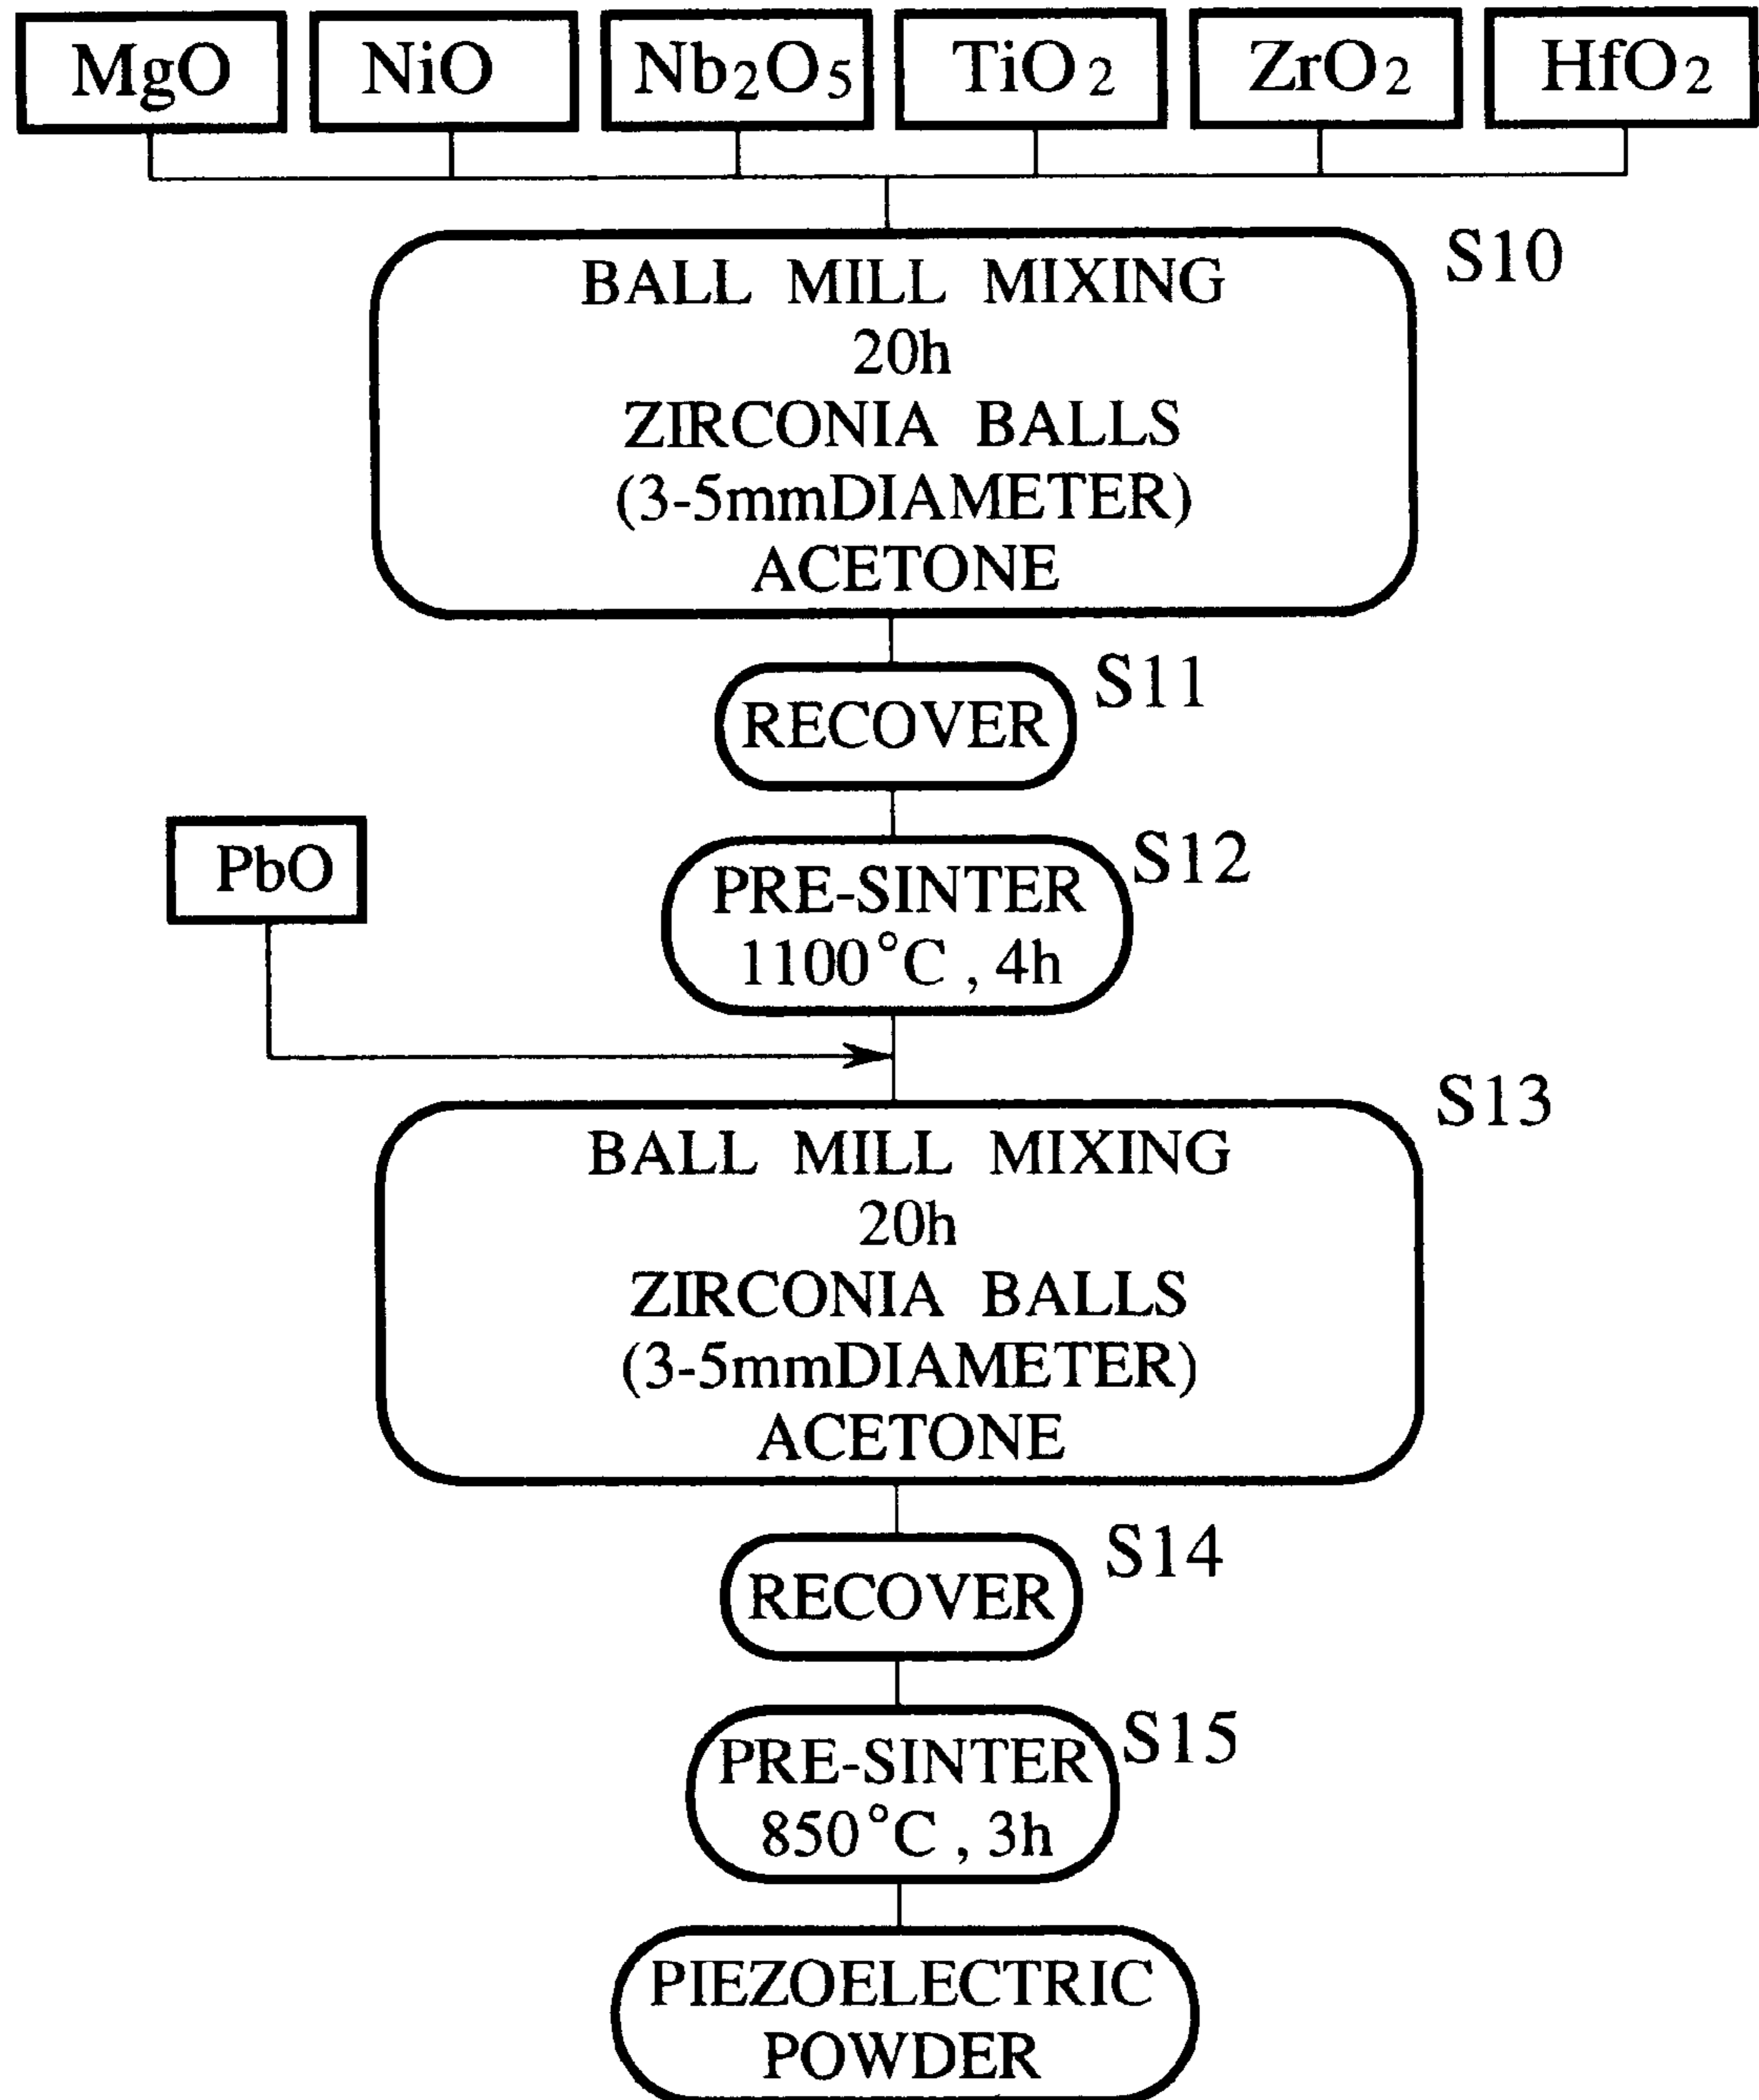 MgO NiO Nb2O5 TiO2 ZrO2 HfO2
S10
BALL MILL MIXING
20h
ZIRCONIA BALLS
(3-5mmDIAMETER)
ACETONE
S11
RECOVER
PbO
S12
PRE-SINTER
1100°C , 4h
S13
BALL MILL MIXING
20h
ZIRCONIA BALLS
(3-5mmDIAMETER)
ACETONE
S14
RECOVER
S15
PRE-SINTER
850°C , 3h
PIEZOELECTRIC
POWDER